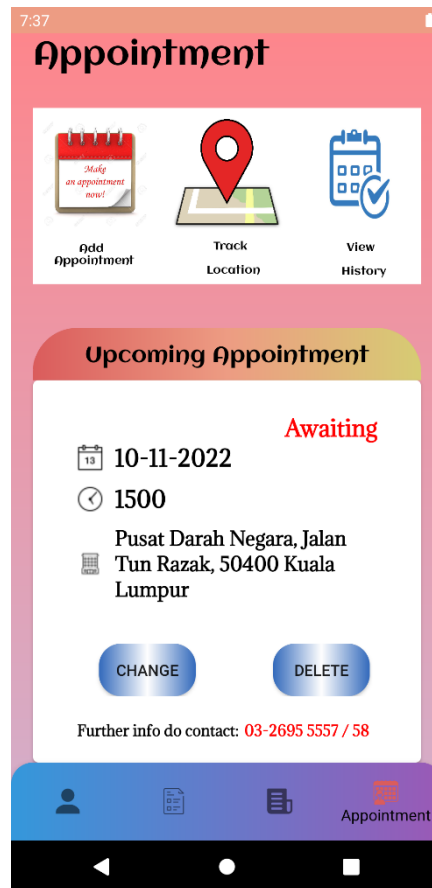 7:37
Appointment
Make
an appointment
now!
Add
Appointment
Track
Location
View
History
Upcoming Appointment
Awaiting
13
10-11-2022
1500
Pusat Darah Negara, Jalan
Tun Razak, 50400 Kuala
Lumpur
CHANGE
DELETE
Further info do contact: 03-2695 5557 / 58
Appointment